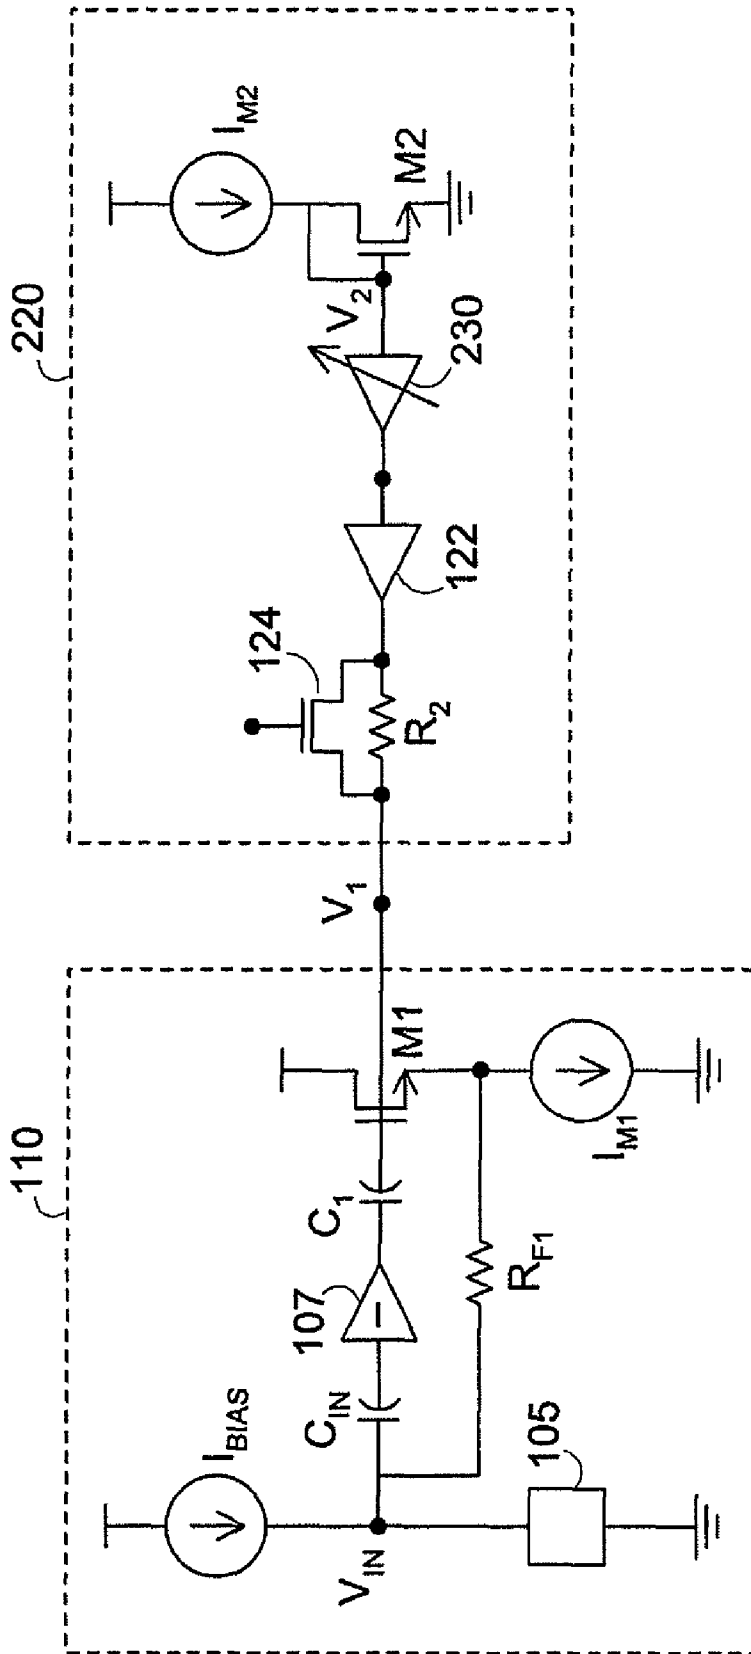 110
I_BIAS
V_IN
C_IN
107
C_1
M1
R_F1
I_M1
105
V_1
220
124
R_2
122
230
V_2
I_M2
M2